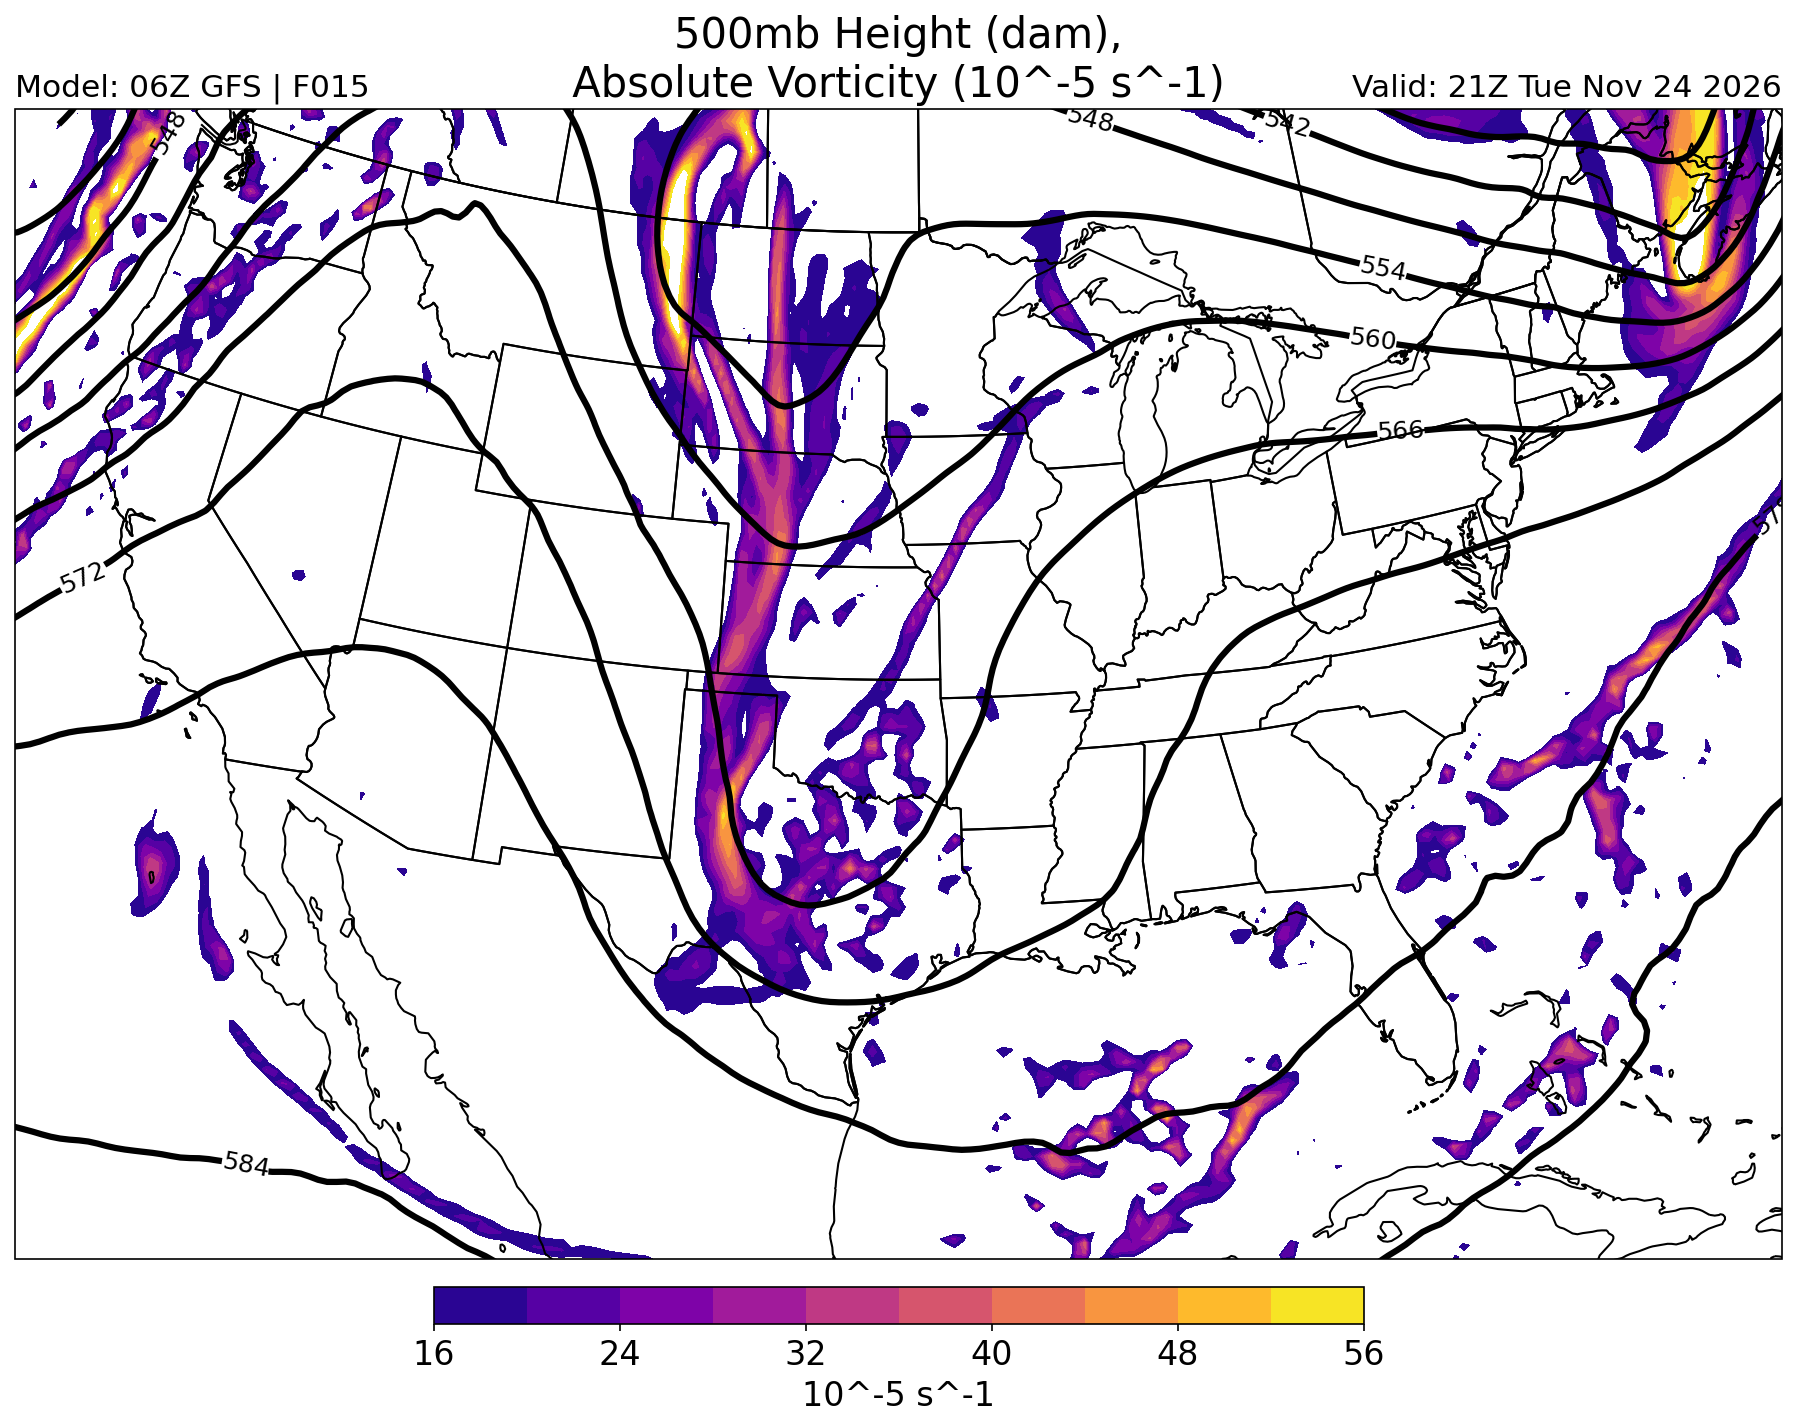 500mb Height (dam),
Model: 06Z GFS | F015
Absolute Vorticity (10^-5 s^-1)
Valid: 21Z Tue Nov 24 2026
548
548
542
554
560
566
572
584
16 24 32 40 48 56
10^-5 s^-1